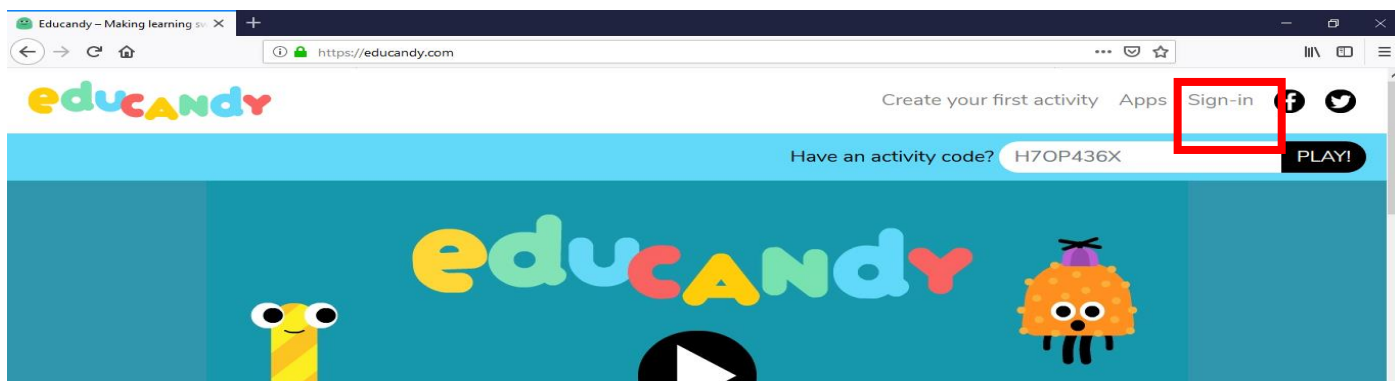 Educandy – Making learning sw
https://educandy.com
educandy
Create your first activity Apps Sign-in
Have an activity code? H7OP436X PLAY!
educandy